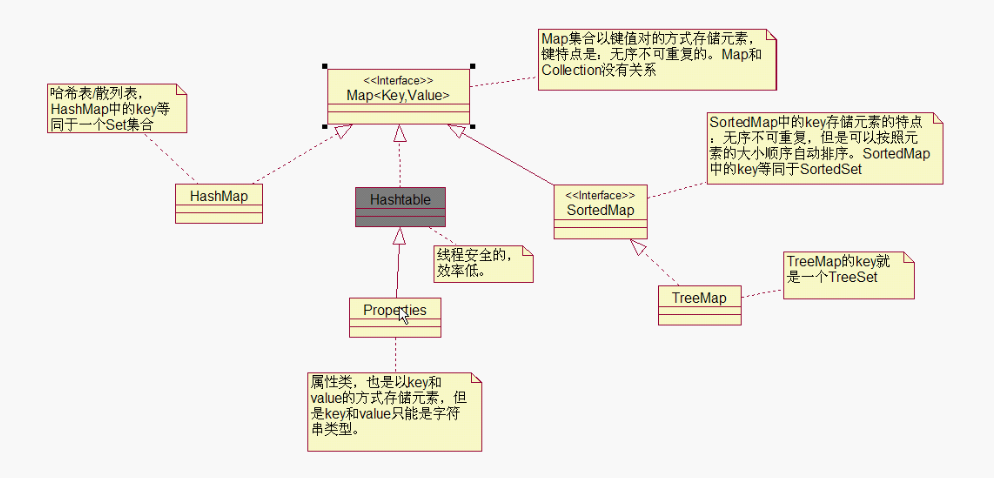 Map集合以键值对的方式存储元素，
键特点是：无序不可重复的。Map和
Collection没有关系
<<Interface>>
Map<Key,Value>
哈希表/散列表，
HashMap中的key等
同于一个Set集合
SortedMap中的key存储元素的特点
：无序不可重复，但是可以按照元
素的大小顺序自动排序。SortedMap
中的key等同于SortedSet
HashMap
Hashtable
<<Interface>>
SortedMap
线程安全的，
效率低。
TreeMap的key就
是一个TreeSet
TreeMap
Properties
属性类，也是以key和
value的方式存储元素，但
是key和value只能是字符
串类型。